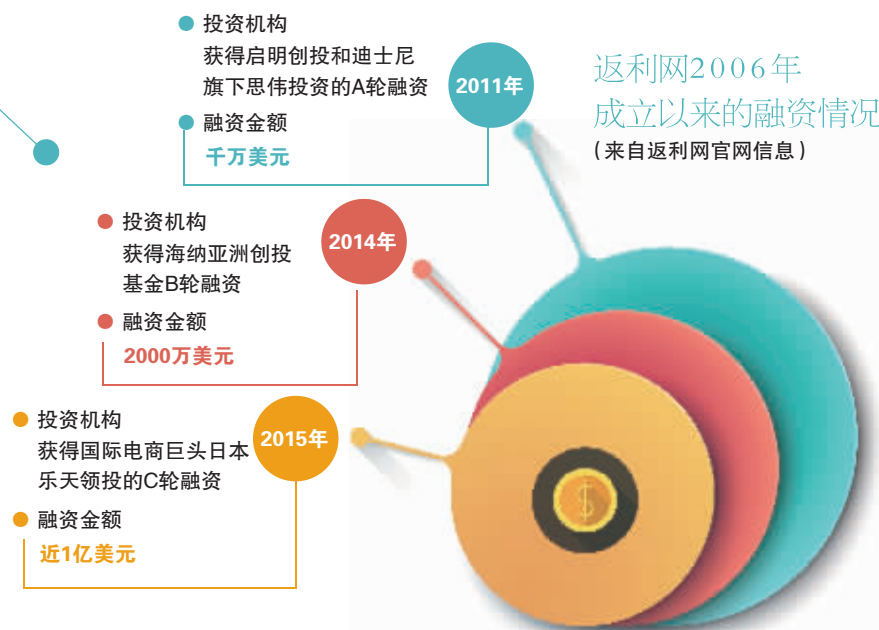 返利网2006年
成立以来的融资情况
(来自返利网官网信息)
2011年
投资机构
获得启明创投和迪士尼
旗下思伟投资的A轮融资
融资金额
千万美元
2014年
投资机构
获得海纳亚洲创投
基金B轮融资
融资金额
2000万美元
2015年
投资机构
获得国际电商巨头日本
乐天领投的C轮融资
融资金额
近1亿美元
$